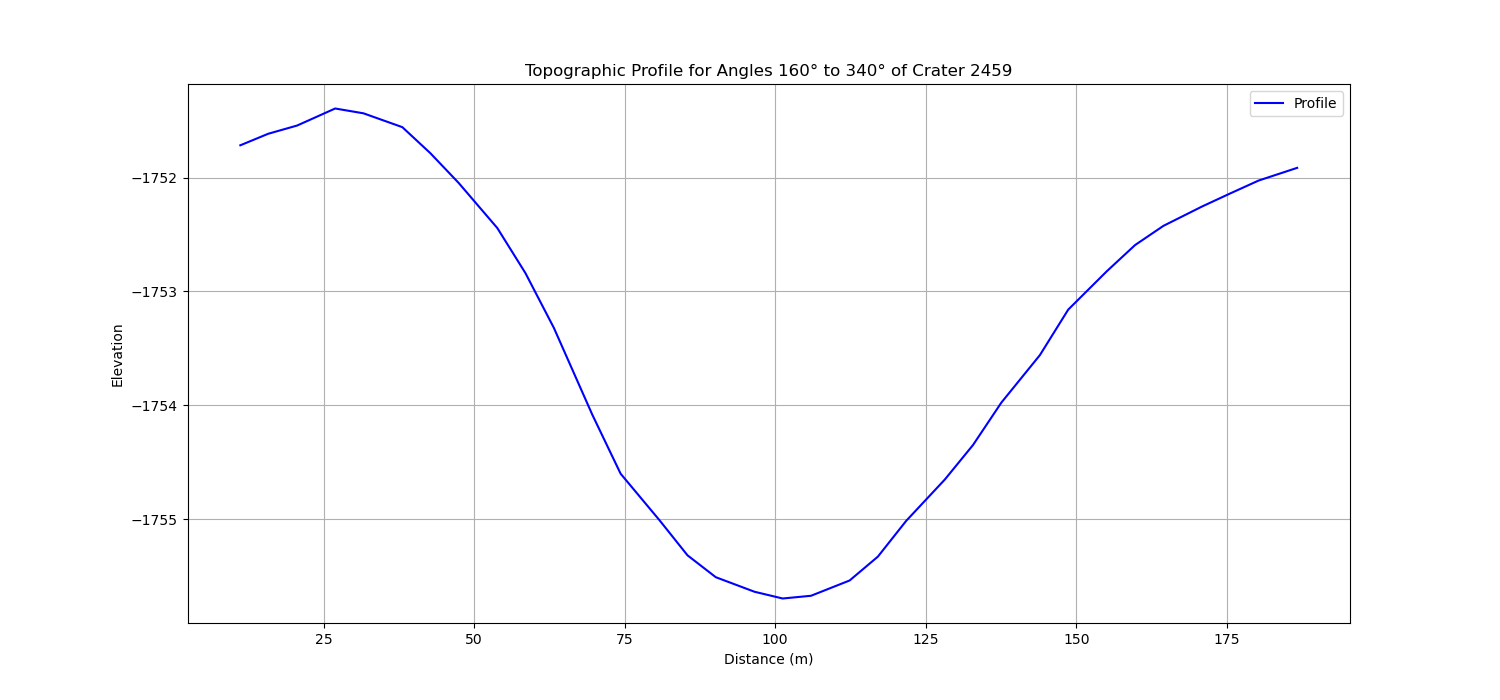 Topographic Profile for Angles 160° to 340° of Crater 2459
Profile
−1752
−1753
−1754
−1755
Elevation
25 50 75 100 125 150 175
Distance (m)